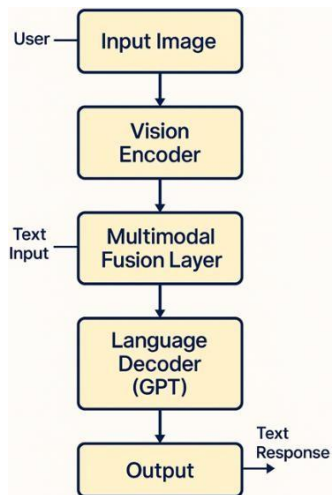 User
Input Image
Vision
Encoder
Text
Input
Multimodal
Fusion Layer
Language
Decoder
(GPT)
Text
Response
Output